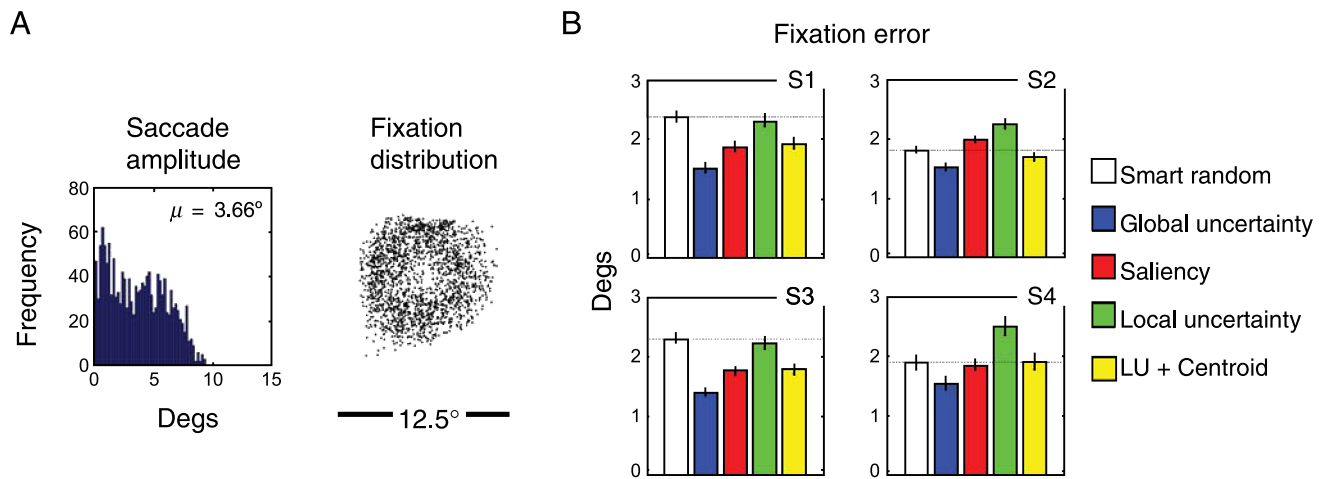 A
Saccade
amplitude
Fixation
distribution
μ = 3.66°
80
60
40
20
0
Frequency
0 5 10 15
Degs
12.5°
B
Fixation error
Degs
S1
3
2
1
0
S2
3
2
1
0
S3
3
2
1
0
S4
3
2
1
0
Smart random
Global uncertainty
Saliency
Local uncertainty
LU + Centroid